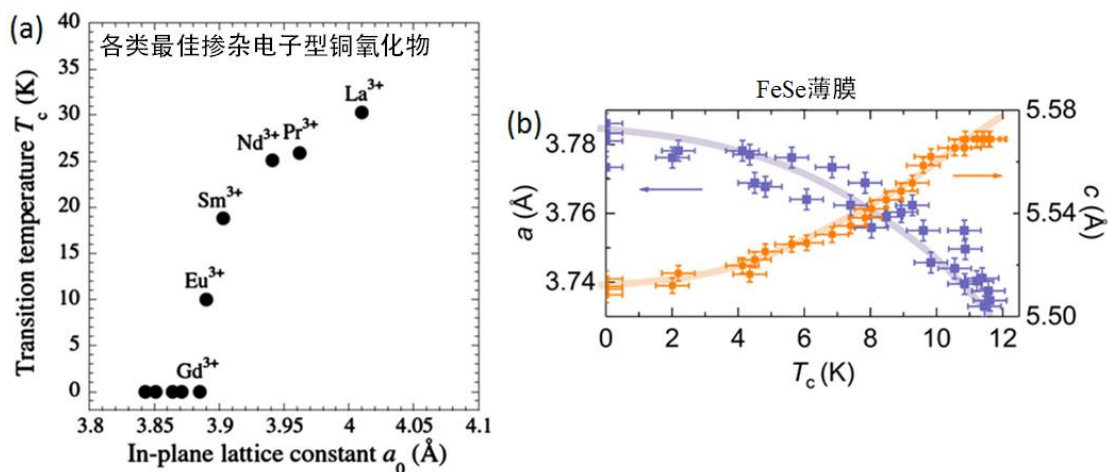 (a)
各类最佳掺杂电子型铜氧化物
Transition temperature T_c (K)
40
35
30
25
20
15
10
5
0
La³⁺
Nd³⁺ Pr³⁺
Sm³⁺
Eu³⁺
Gd³⁺
3.8 3.85 3.9 3.95 4 4.05 4.1
In-plane lattice constant a₀ (Å)
FeSe薄膜
(b)
a (Å)
3.78
3.76
3.74
5.58
5.54
5.50
c (Å)
0 2 4 6 8 10 12
T_c (K)